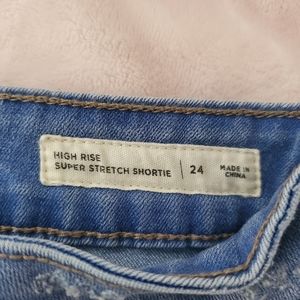 HIGH RISE
SUPER STRETCH SHORTIE | 24
MADE IN
CHINA